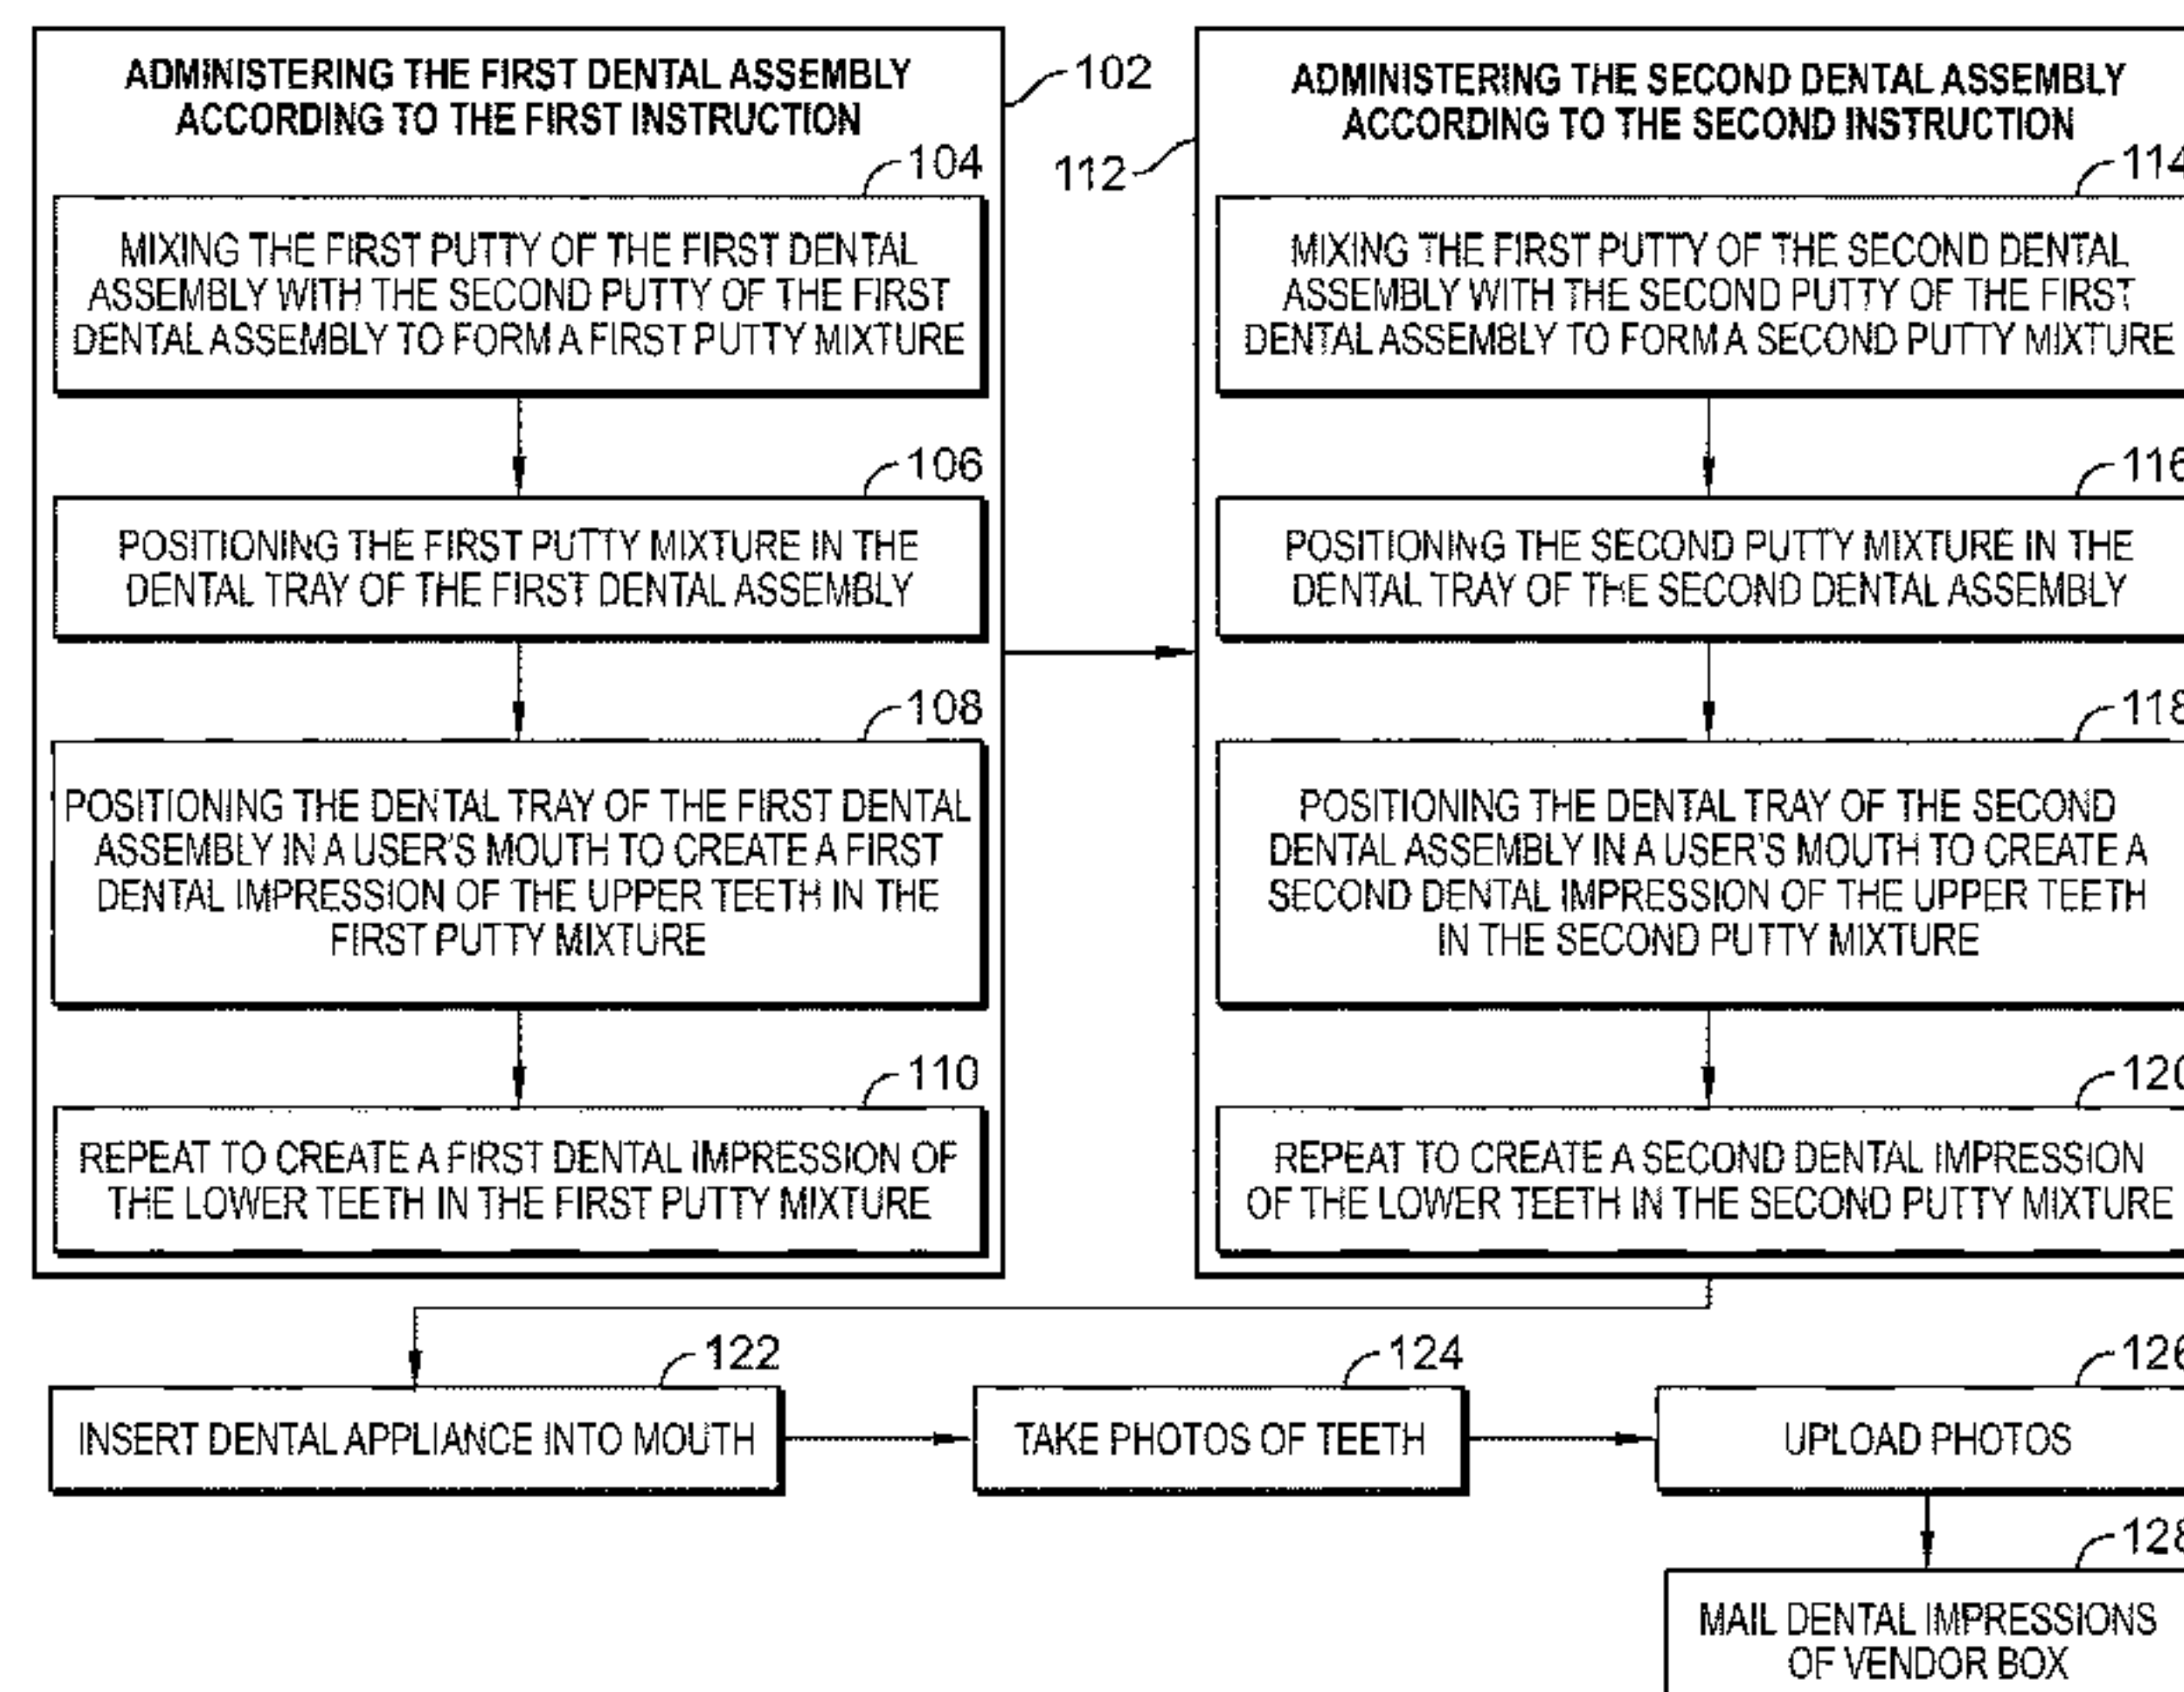 ADMINISTERING THE FIRST DENTAL ASSEMBLY
ACCORDING TO THE FIRST INSTRUCTION
102
104
MIXING THE FIRST PUTTY OF THE FIRST DENTAL
ASSEMBLY WITH THE SECOND PUTTY OF THE FIRST
DENTAL ASSEMBLY TO FORM A FIRST PUTTY MIXTURE
106
POSITIONING THE FIRST PUTTY MIXTURE IN THE
DENTAL TRAY OF THE FIRST DENTAL ASSEMBLY
108
POSITIONING THE DENTAL TRAY OF THE FIRST DENTAL
ASSEMBLY IN A USER'S MOUTH TO CREATE A FIRST
DENTAL IMPRESSION OF THE UPPER TEETH IN THE
FIRST PUTTY MIXTURE
110
REPEAT TO CREATE A FIRST DENTAL IMPRESSION OF
THE LOWER TEETH IN THE FIRST PUTTY MIXTURE
ADMINISTERING THE SECOND DENTAL ASSEMBLY
ACCORDING TO THE SECOND INSTRUCTION
112
114
MIXING THE FIRST PUTTY OF THE SECOND DENTAL
ASSEMBLY WITH THE SECOND PUTTY OF THE FIRST
DENTAL ASSEMBLY TO FORM A SECOND PUTTY MIXTURE
116
POSITIONING THE SECOND PUTTY MIXTURE IN THE
DENTAL TRAY OF THE SECOND DENTAL ASSEMBLY
118
POSITIONING THE DENTAL TRAY OF THE SECOND
DENTAL ASSEMBLY IN A USER'S MOUTH TO CREATE A
SECOND DENTAL IMPRESSION OF THE UPPER TEETH
IN THE SECOND PUTTY MIXTURE
120
REPEAT TO CREATE A SECOND DENTAL IMPRESSION
OF THE LOWER TEETH IN THE SECOND PUTTY MIXTURE
122
INSERT DENTAL APPLIANCE INTO MOUTH
124
TAKE PHOTOS OF TEETH
126
UPLOAD PHOTOS
128
MAIL DENTAL IMPRESSIONS
OF VENDOR BOX